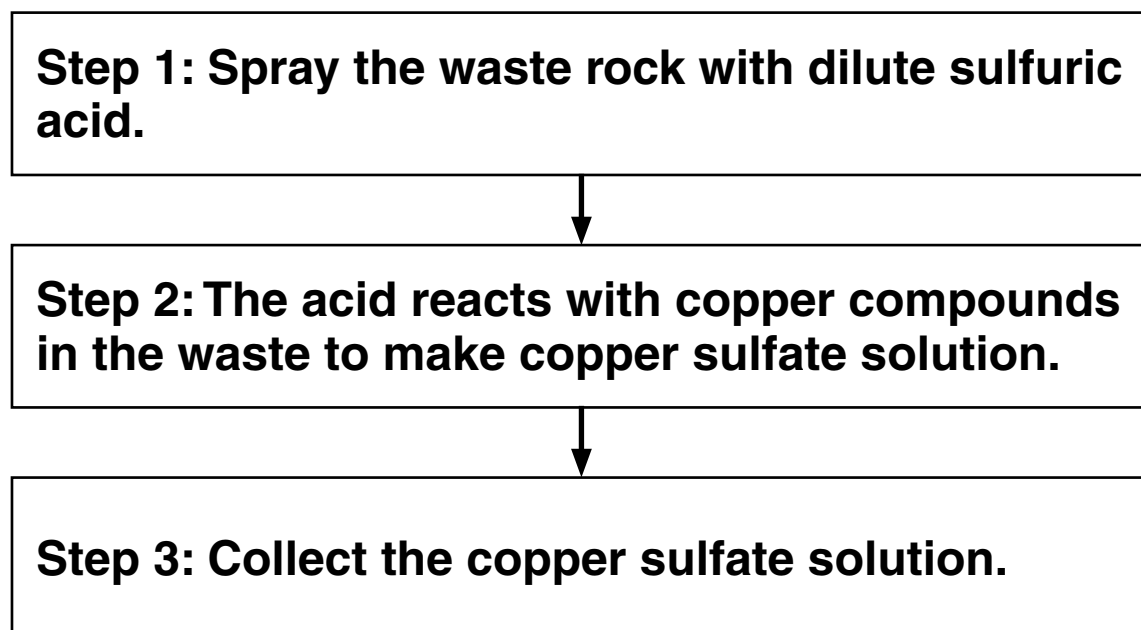 Step 1: Spray the waste rock with dilute sulfuric
acid.
Step 2: The acid reacts with copper compounds
in the waste to make copper sulfate solution.
Step 3: Collect the copper sulfate solution.